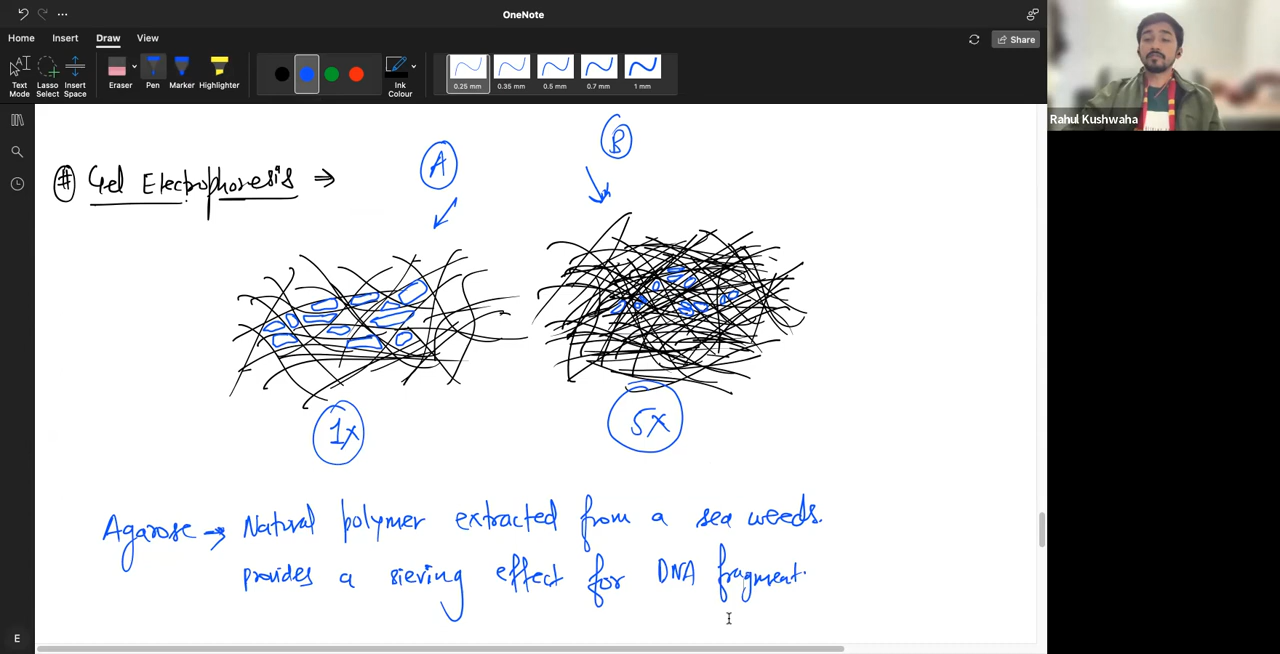 OneNote
Home Insert Draw View
Share
Text Mode
Lasso Select
Insert Space
Eraser
Pen
Marker
Highlighter
Ink Colour
0.25 mm
0.35 mm
0.5 mm
0.7 mm
1 mm
Rahul Kushwaha
# Gel Electrophoresis ⇒
A
B
1x
5x
Agarose → Natural polymer extracted from a sea weeds.
provides a sieving effect for DNA fragment.
E